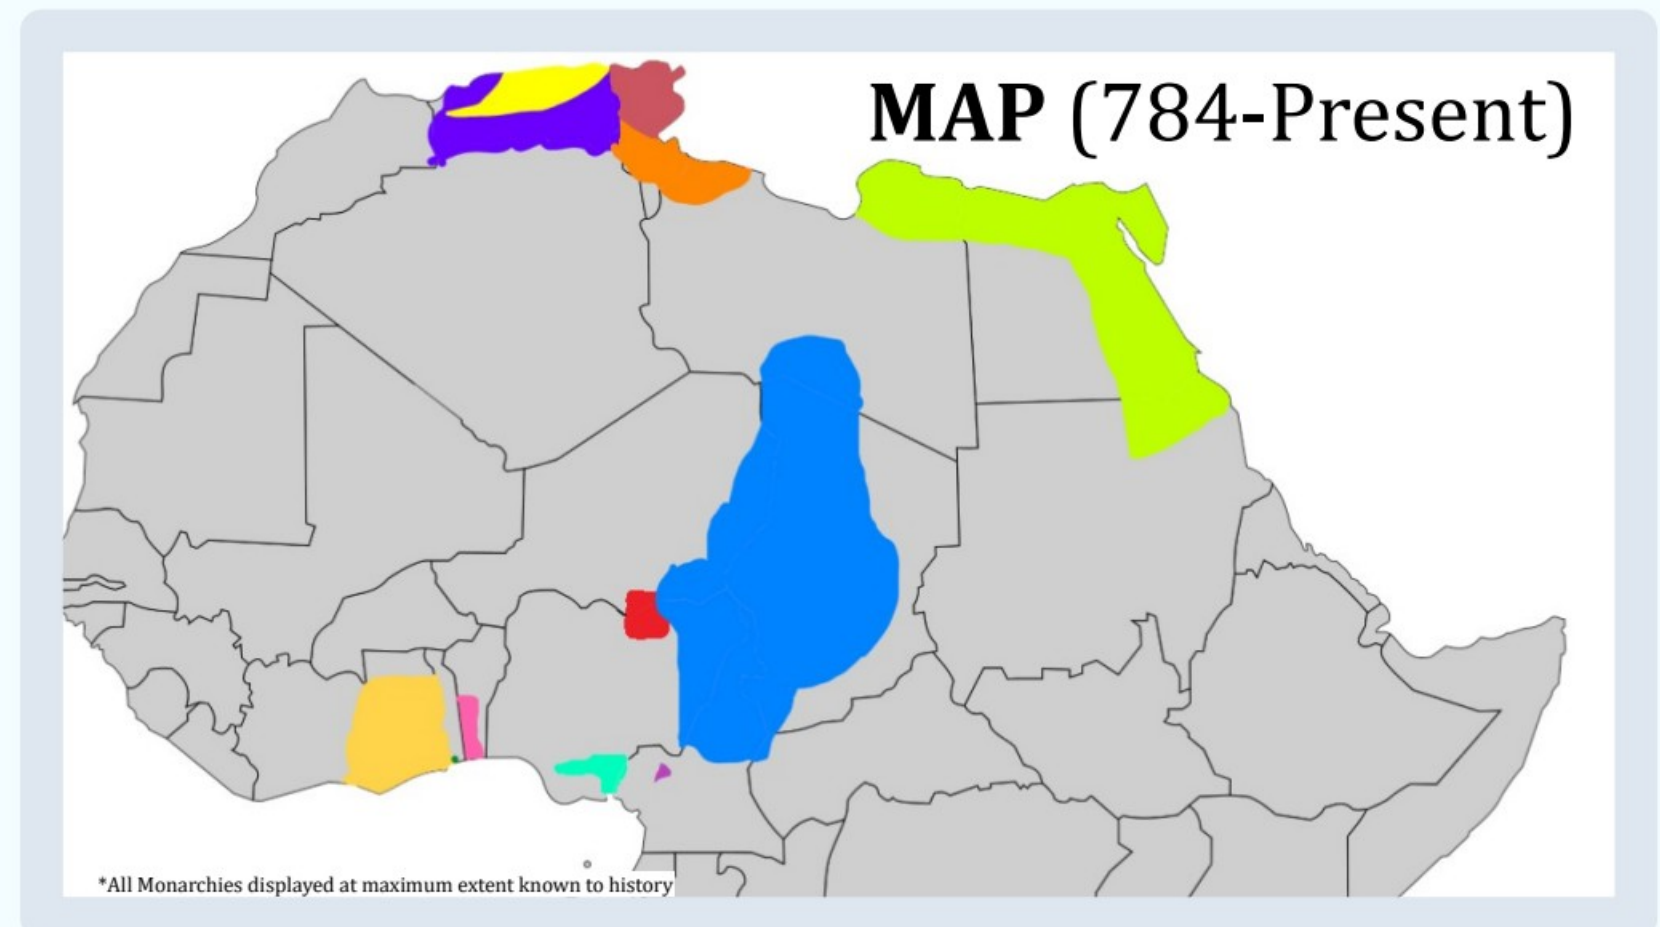 MAP (784-Present)
*All Monarchies displayed at maximum extent known to history